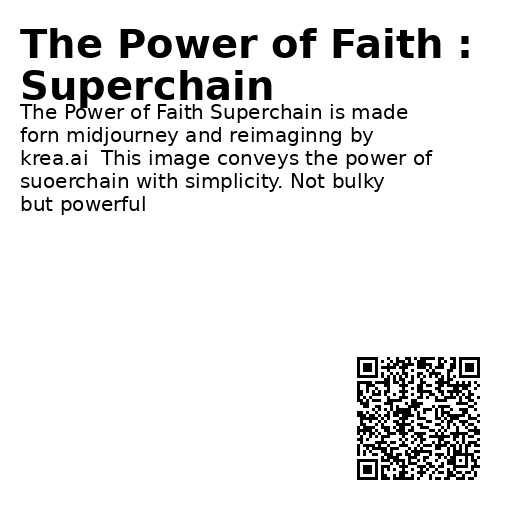 The Power of Faith :
Superchain
The Power of Faith Superchain is made
forn midjourney and reimaginng by
krea.ai  This image conveys the power of
suoerchain with simplicity. Not bulky
but powerful